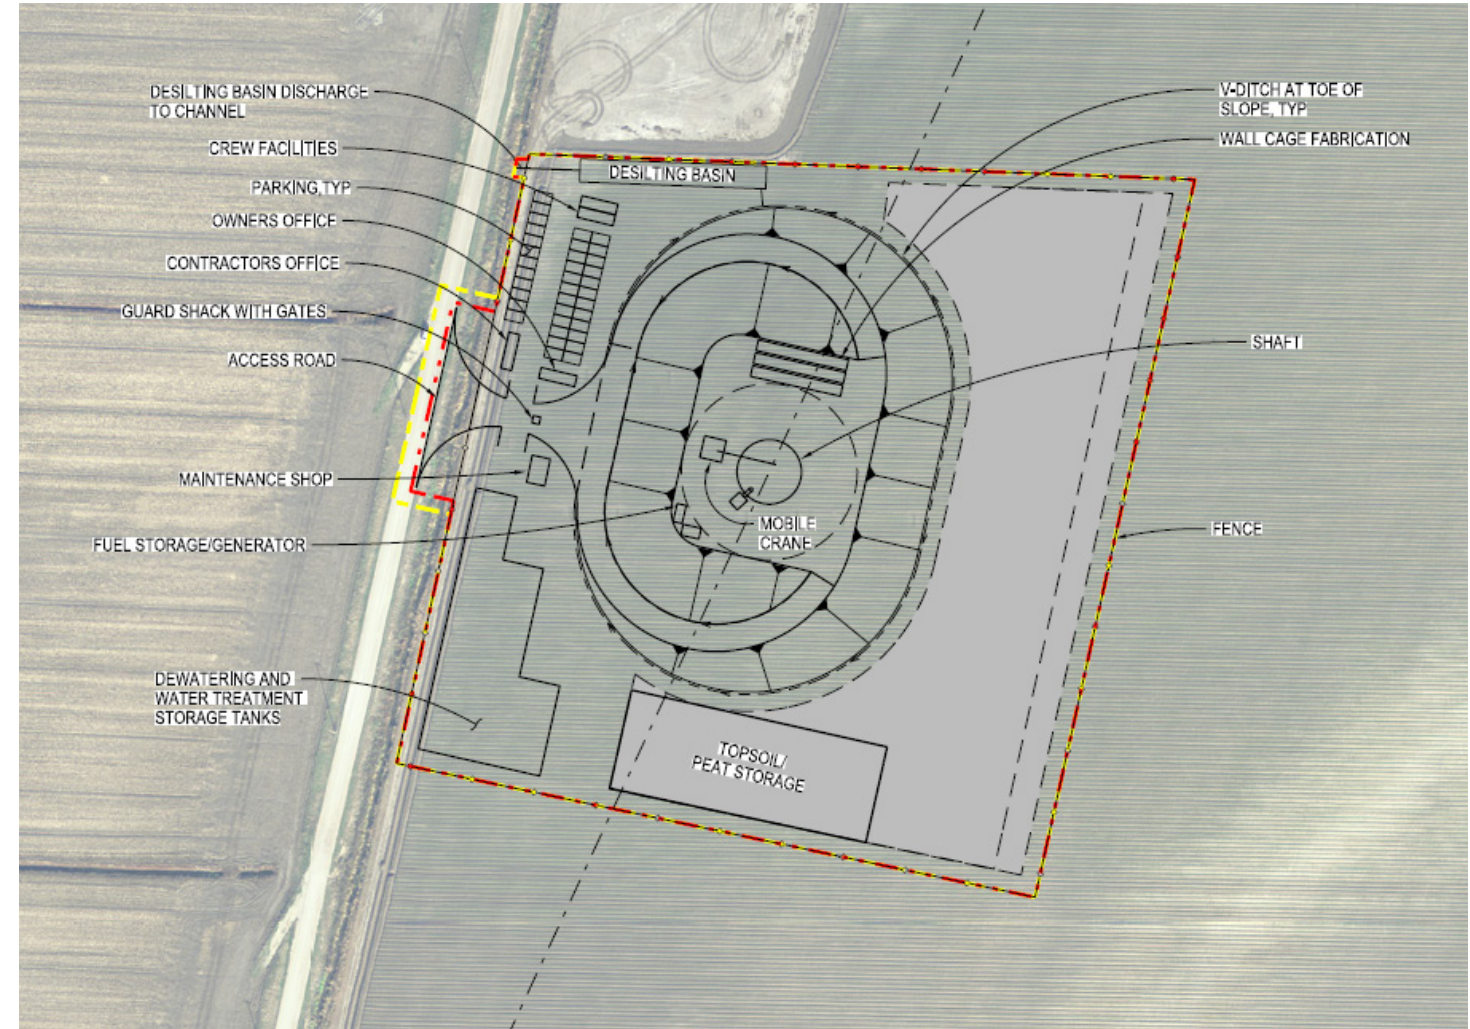 DESILTING BASIN DISCHARGE
TO CHANNEL
CREW FACILITIES
PARKING,TYP
OWNERS OFFICE
CONTRACTORS OFFICE
GUARD SHACK WITH GATES
ACCESS ROAD
MAINTENANCE SHOP
FUEL STORAGE/GENERATOR
DEWATERING AND
WATER TREATMENT
STORAGE TANKS
DESILTING BASIN
V-DITCH AT TOE OF
SLOPE, TYP
WALL CAGE FABRICATION
SHAFT
MOBILE
CRANE
FENCE
TOPSOIL/
PEAT STORAGE